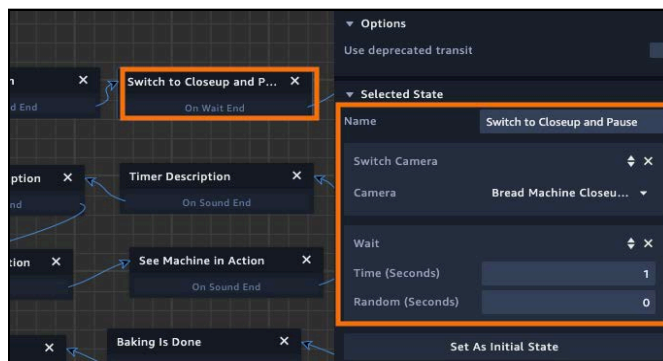 Options
Use deprecated transit
Selected State
Name Switch to Closeup and Pause
Switch Camera
Camera Bread Machine Closeu...
Wait
Time (Seconds) 1
Random (Seconds) 0
Set As Initial State
Switch to Closeup and P...
On Wait End
d End
ption
nd
Timer Description
On Sound End
tion
See Machine in Action
On Sound End
Baking Is Done